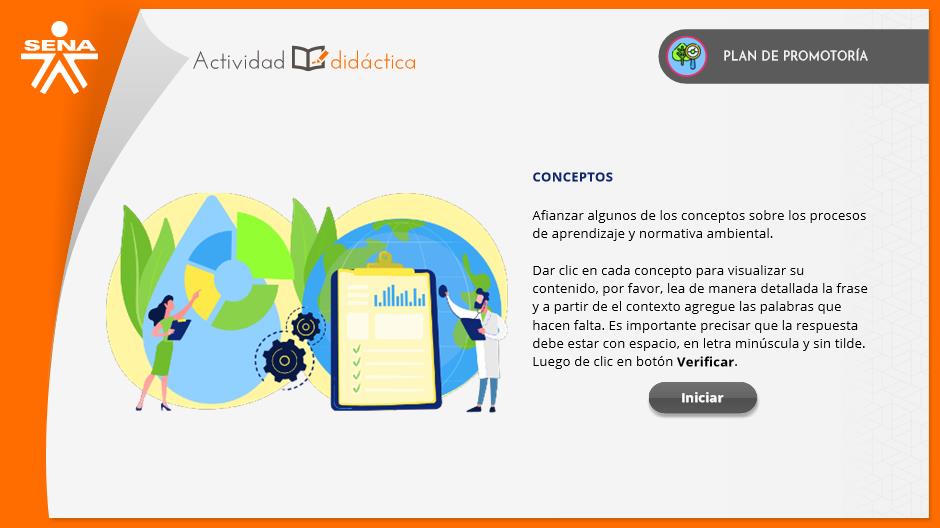 SENA
Actividad didáctica
PLAN DE PROMOTORÍA
CONCEPTOS
Afianzar algunos de los conceptos sobre los procesos
de aprendizaje y normativa ambiental.
Dar clic en cada concepto para visualizar su
contenido, por favor, lea de manera detallada la frase
y a partir de el contexto agregue las palabras que
hacen falta. Es importante precisar que la respuesta
debe estar con espacio, en letra minúscula y sin tilde.
Luego de clic en botón Verificar.
Iniciar